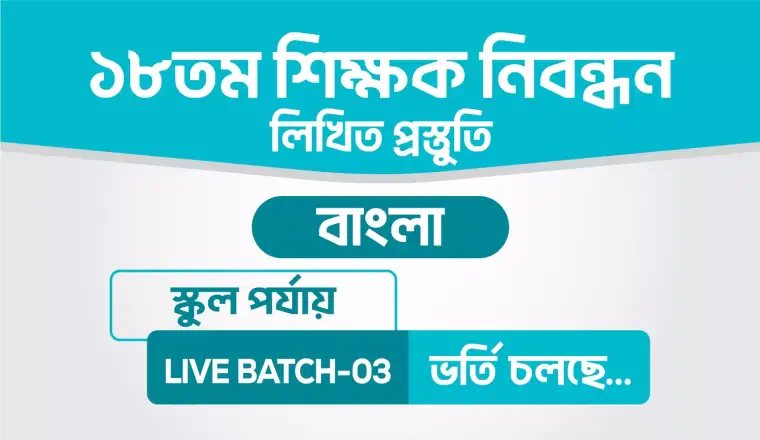 ১৮তম শিক্ষক নিবন্ধন
লিখিত প্রস্তুতি
বাংলা
স্কুল পর্যায়
LIVE BATCH-03 ভর্তি চলছে...